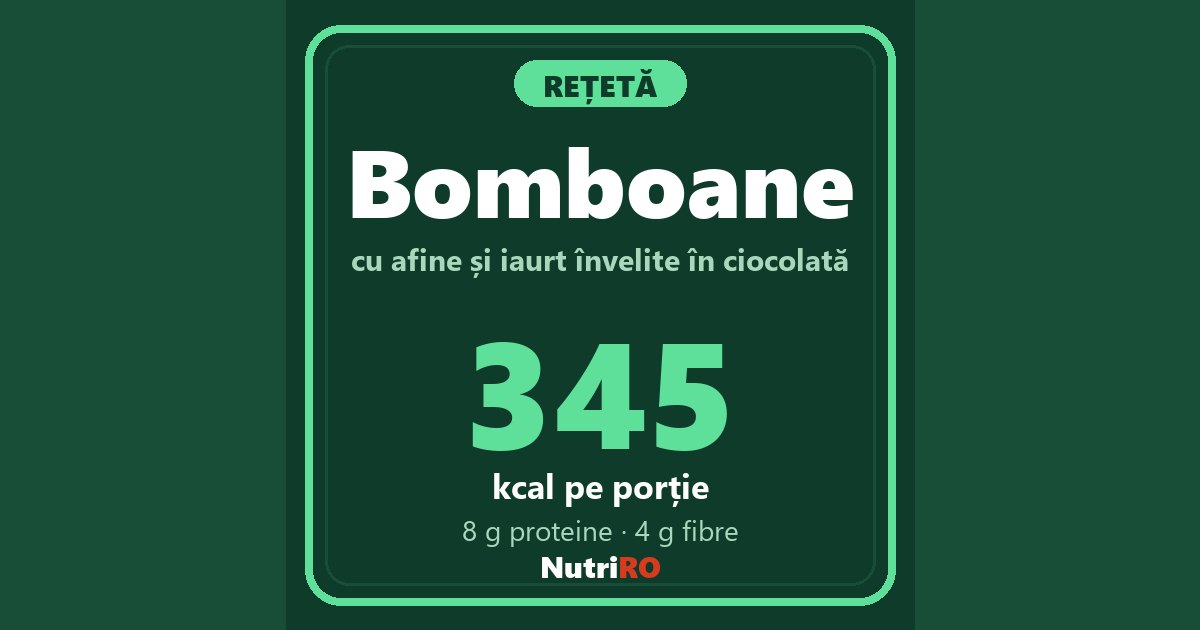 REȚETĂ
Bomboane
cu afine și iaurt învelite în ciocolată
345
kcal pe porție
8 g proteine · 4 g fibre
NutriRO